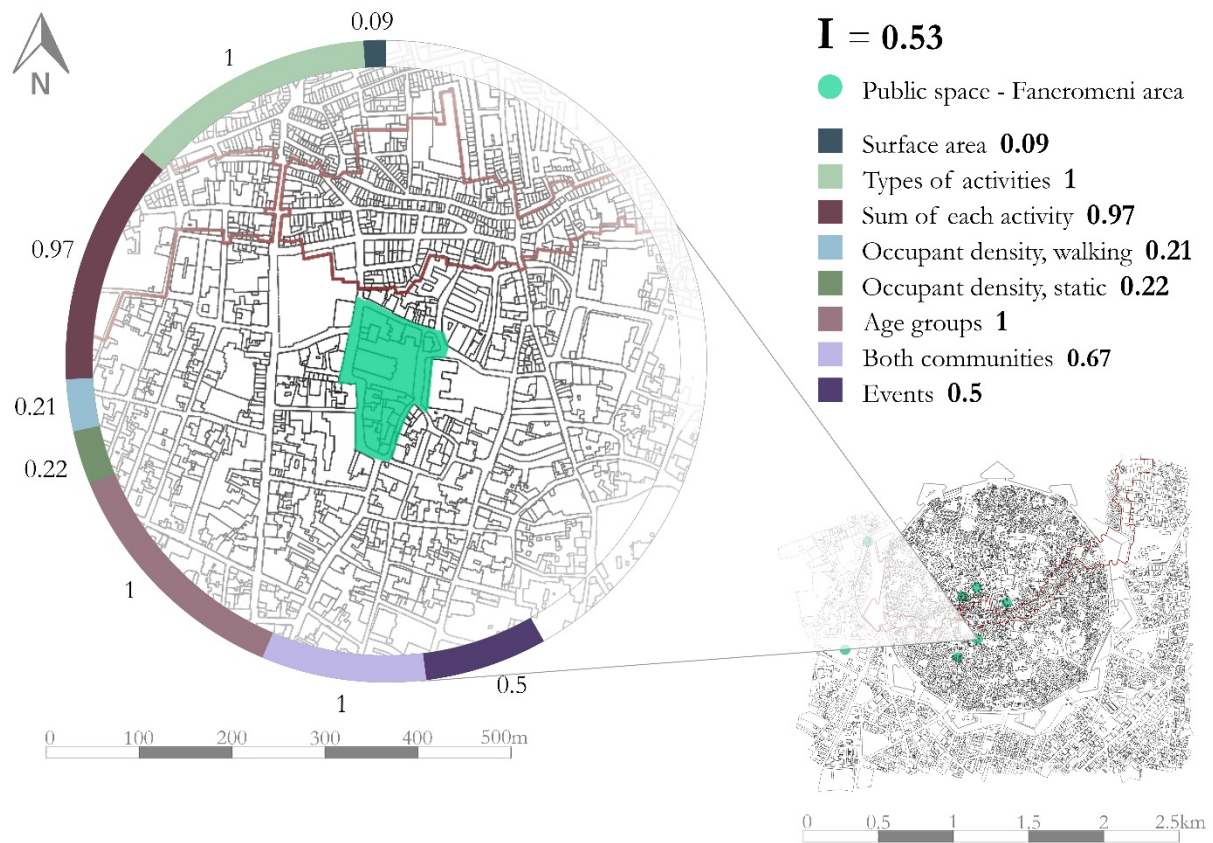 0.09
1
0.97
0.21
0.22
1
1
0.5
N
0 100 200 300 400 500m
I = 0.53
Public space - Faneromeni area
Surface area 0.09
Types of activities 1
Sum of each activity 0.97
Occupant density, walking 0.21
Occupant density, static 0.22
Age groups 1
Both communities 0.67
Events 0.5
0 0.5 1 1.5 2 2.5km